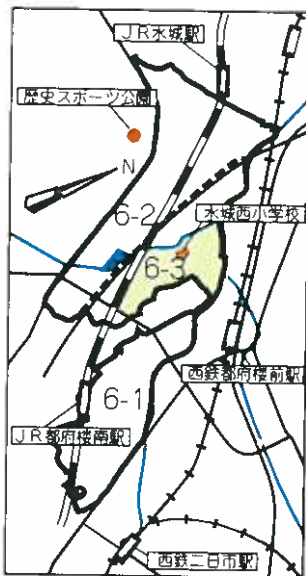 JR水城駅
歴史スポーツ公園
N
6-2
水城西小学校
6-3
西鉄都府楼前駅
6-1
JR都府楼南駅
西鉄二日市駅